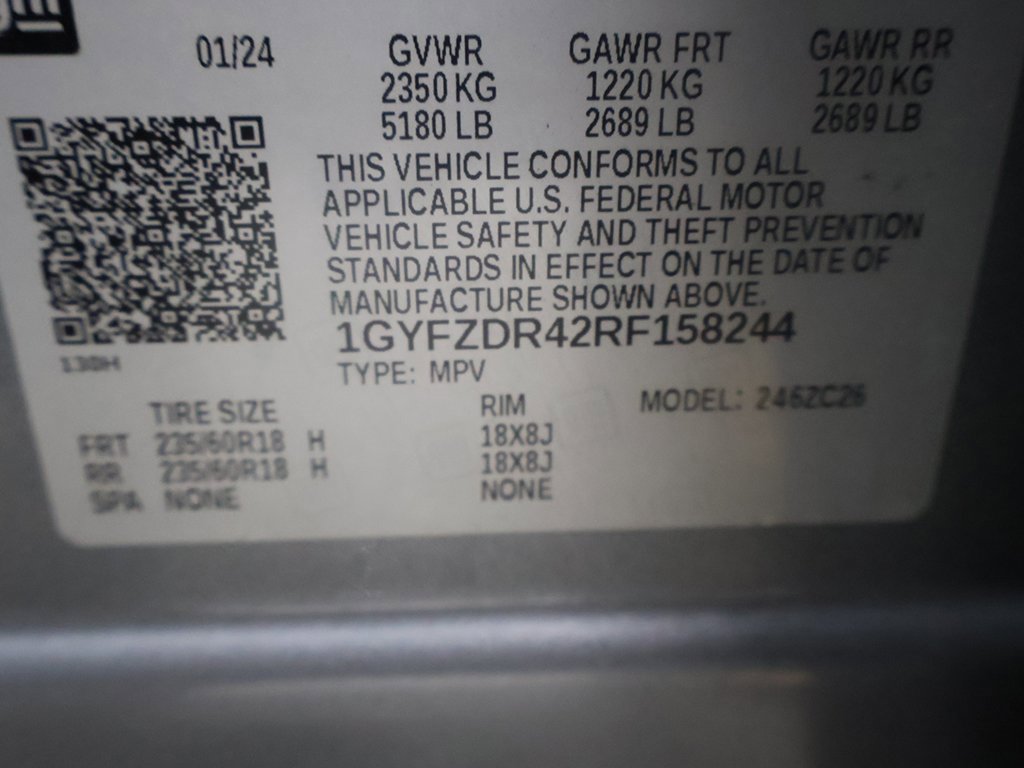 gm
01/24 GVWR GAWR FRT GAWR RR
2350 KG 1220 KG 1220 KG
5180 LB 2689 LB 2689 LB
THIS VEHICLE CONFORMS TO ALL
APPLICABLE U.S. FEDERAL MOTOR
VEHICLE SAFETY AND THEFT PREVENTION
STANDARDS IN EFFECT ON THE DATE OF
MANUFACTURE SHOWN ABOVE.
1GYFZDR42RF158244
TYPE: MPV
TIRE SIZE RIM MODEL: 246ZC26
FRT 235/60R18 H 18X8J
RR 235/60R18 H 18X8J
SPA NONE NONE